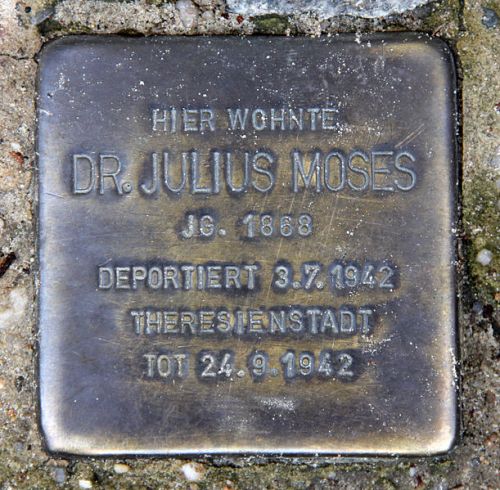 HIER WOHNTE
DR. JULIUS MOSES
JG. 1868
DEPORTIERT 3.7.1942
THERESIENSTADT
TOT 24.9.1942